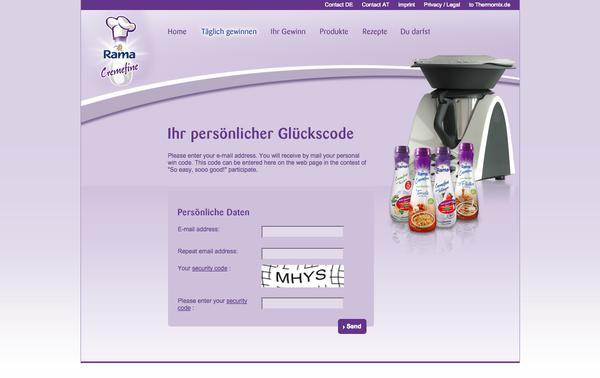 Contact DE Contact AT Imprint Privacy / Legal to Thermomix.de
Home Täglich gewinnen Ihr Gewinn Produkte Rezepte Du darfst
Rama
Cremefine
Ihr persönlicher Glückscode
Please enter your e-mail address. You will receive by mail your personal
win code. This code can be entered here on the web page in the contest of
"So easy, sooo good!" participate.
Rama
Persönliche Daten
E-mail address:
Repeat email address:
Your security code :
MHYS
Please enter your security
code :
Send